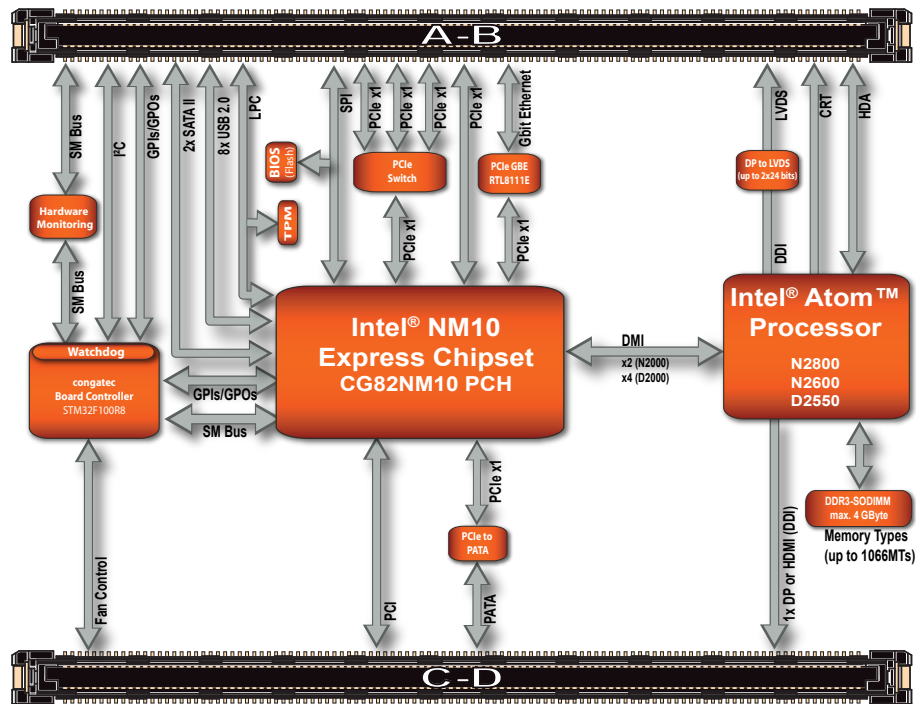 A-B
SM Bus
I²C
GPIs/GPOs
2x SATA II
8x USB 2.0
LPC
SPI
PCIe x1
PCIe x1
PCIe x1
PCIe x1
Gbit Ethernet
LVDS
CRT
HDA
BIOS
(Flash)
TPM
PCIe
Switch
PCIe GBE
RTL8111E
DP to LVDS
(up to 2x24 bits)
Hardware
Monitoring
SM Bus
PCIe x1
PCIe x1
DDI
Watchdog
congatec
Board Controller
STM32F100R8
GPIs/GPOs
SM Bus
Intel® NM10
Express Chipset
CG82NM10 PCH
DMI
x2 (N2000)
x4 (D2000)
Intel® Atom™
Processor
N2800
N2600
D2550
DDR3-SODIMM
max. 4 GByte
Memory Types
(up to 1066MTs)
PCIe x1
PCIe to
PATA
Fan Control
PCI
PATA
1x DP or HDMI (DDI)
C-D